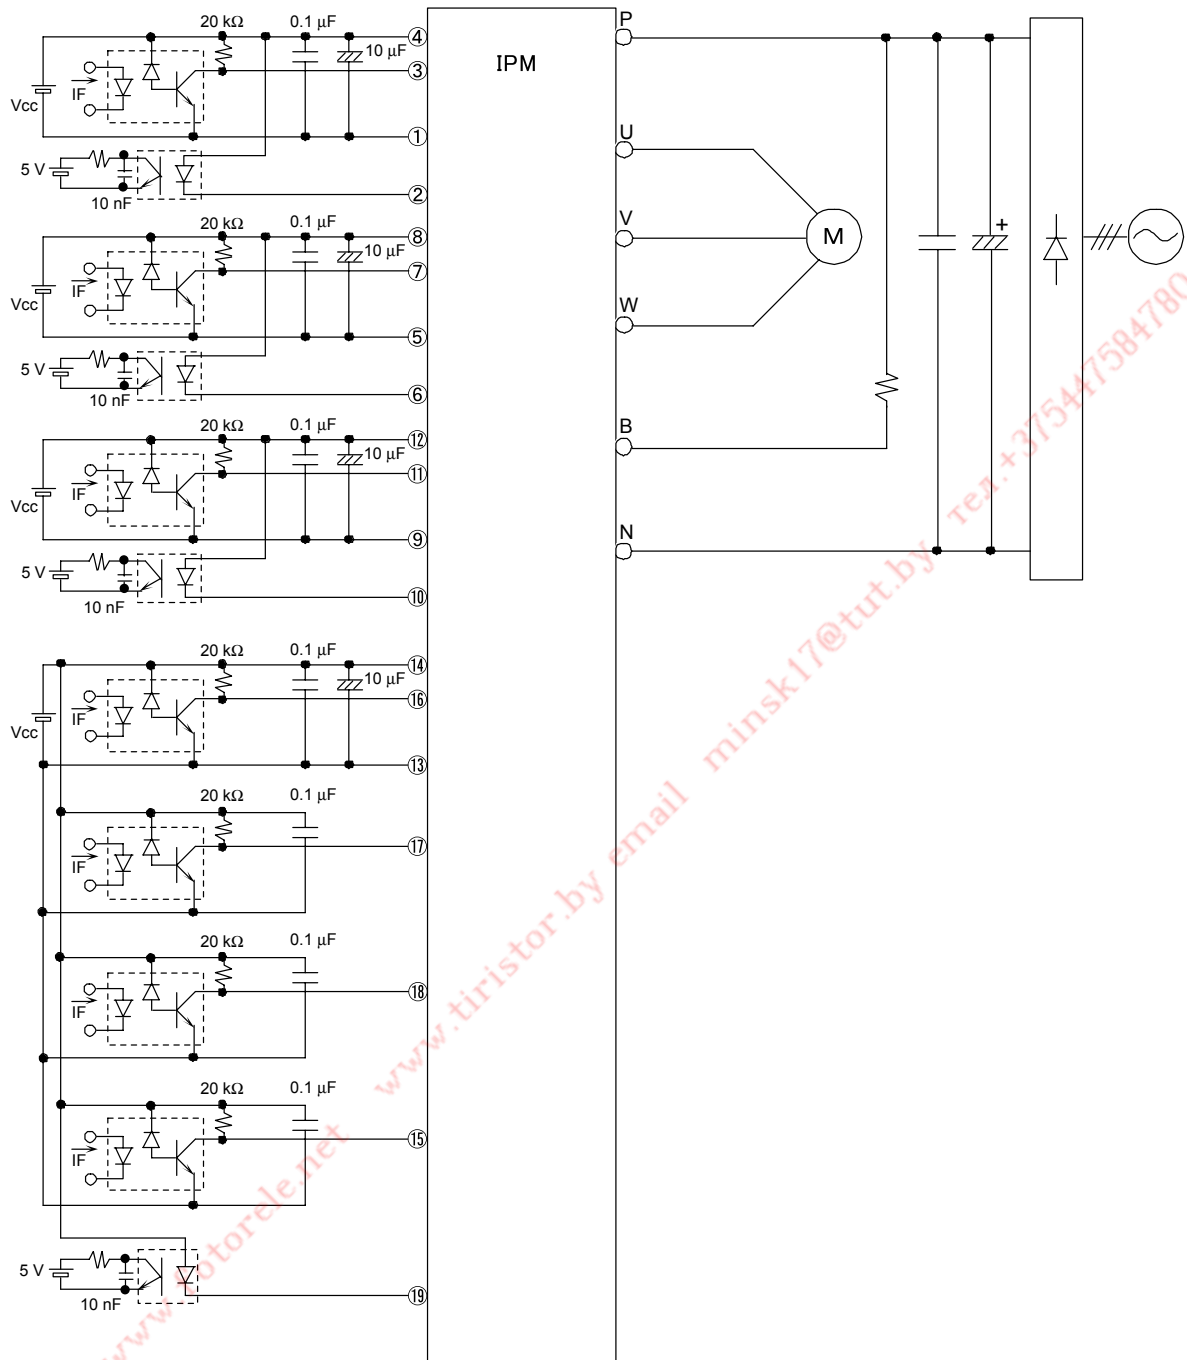 20 kΩ 0.1 µF
10 µF
④
③
IF
Vcc
①
5 V
10 nF
②
20 kΩ 0.1 µF
10 µF
⑧
⑦
IF
Vcc
⑤
5 V
10 nF
⑥
20 kΩ 0.1 µF
10 µF
⑫
⑪
IF
Vcc
⑨
5 V
10 nF
⑩
20 kΩ 0.1 µF
10 µF
⑭
⑯
IF
Vcc
⑬
20 kΩ 0.1 µF
IF
⑰
20 kΩ 0.1 µF
IF
⑱
20 kΩ 0.1 µF
IF
⑮
5 V
10 nF
⑲
IPM
P
U
V
W
B
N
M
+
www.fotorele.net www.tiristor.by email minsk17@tut.by тел.+375447584780